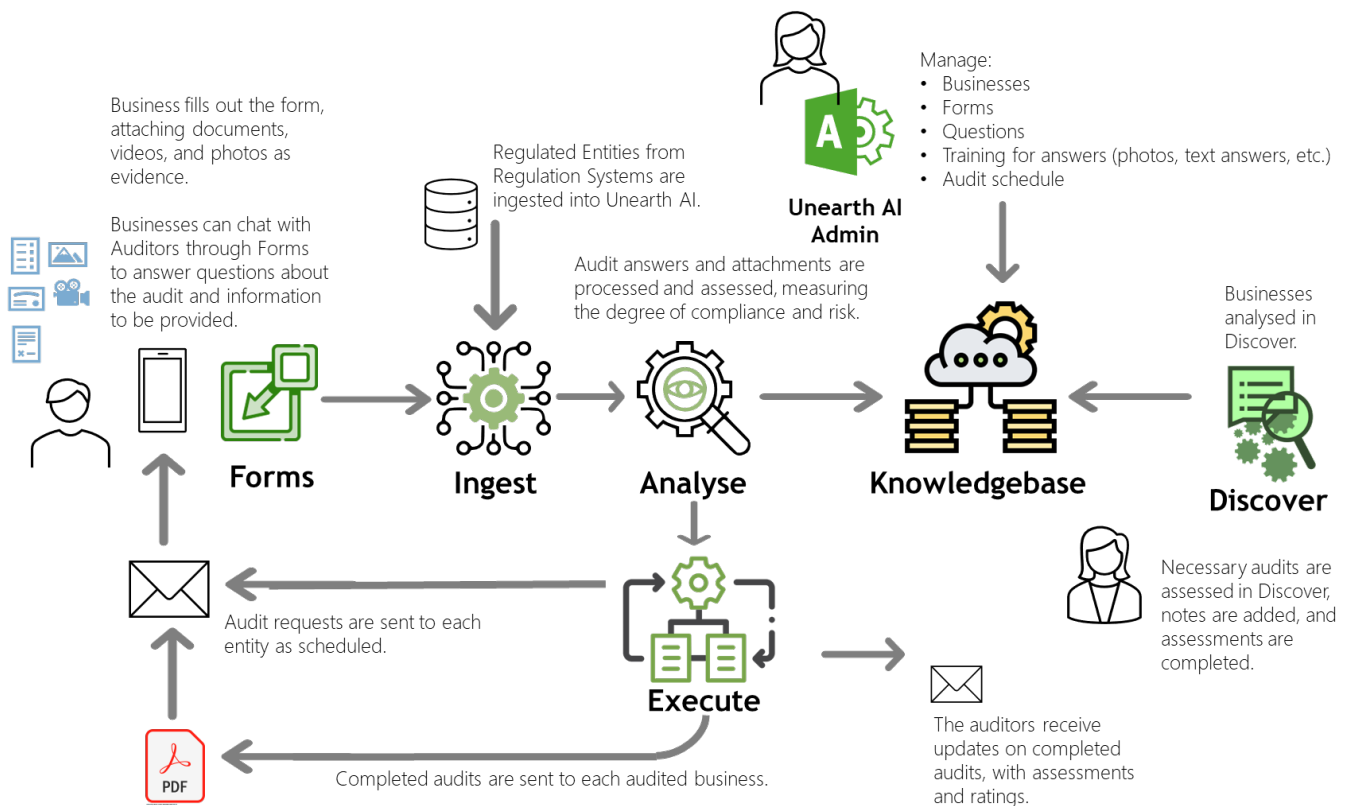 Business fills out the form,
attaching documents,
videos, and photos as
evidence.
Businesses can chat with
Auditors through Forms
to answer questions about
the audit and information
to be provided.
Regulated Entities from
Regulation Systems are
ingested into Unearth AI.
A
Unearth AI
Admin
Manage:
• Businesses
• Forms
• Questions
• Training for answers (photos, text answers, etc.)
• Audit schedule
Audit answers and attachments are
processed and assessed, measuring
the degree of compliance and risk.
Businesses
analysed in
Discover.
Forms
Ingest
Analyse
Knowledgebase
Discover
Necessary audits are
assessed in Discover,
notes are added, and
assessments are
completed.
Audit requests are sent to each
entity as scheduled.
Execute
The auditors receive
updates on completed
audits, with assessments
and ratings.
PDF
Completed audits are sent to each audited business.